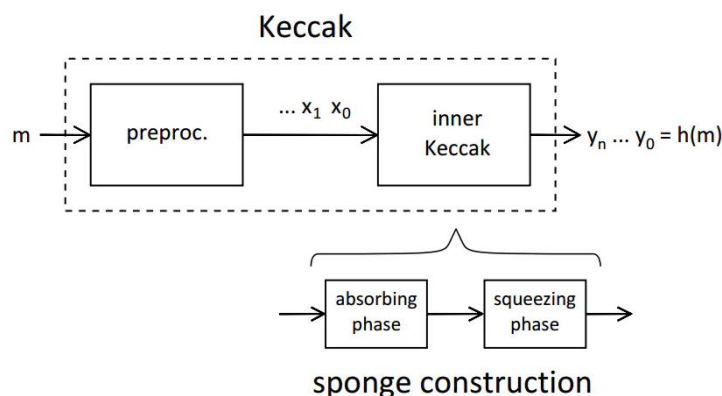 Keccak
m
preproc.
... x₁ x₀
inner
Keccak
yₙ ... y₀ = h(m)
absorbing
phase
squeezing
phase
sponge construction